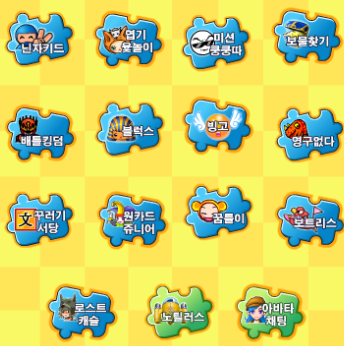 닌자키드
엽기
윷놀이
미션
쿵쿵따
보물찾기
배틀킹덤
블럭스
빙고
영구없다
文
꾸러기
서당
원카드
쥬니어
꿈틀이
보트리스
로스트
캐슬
노틸러스
아바타
채팅